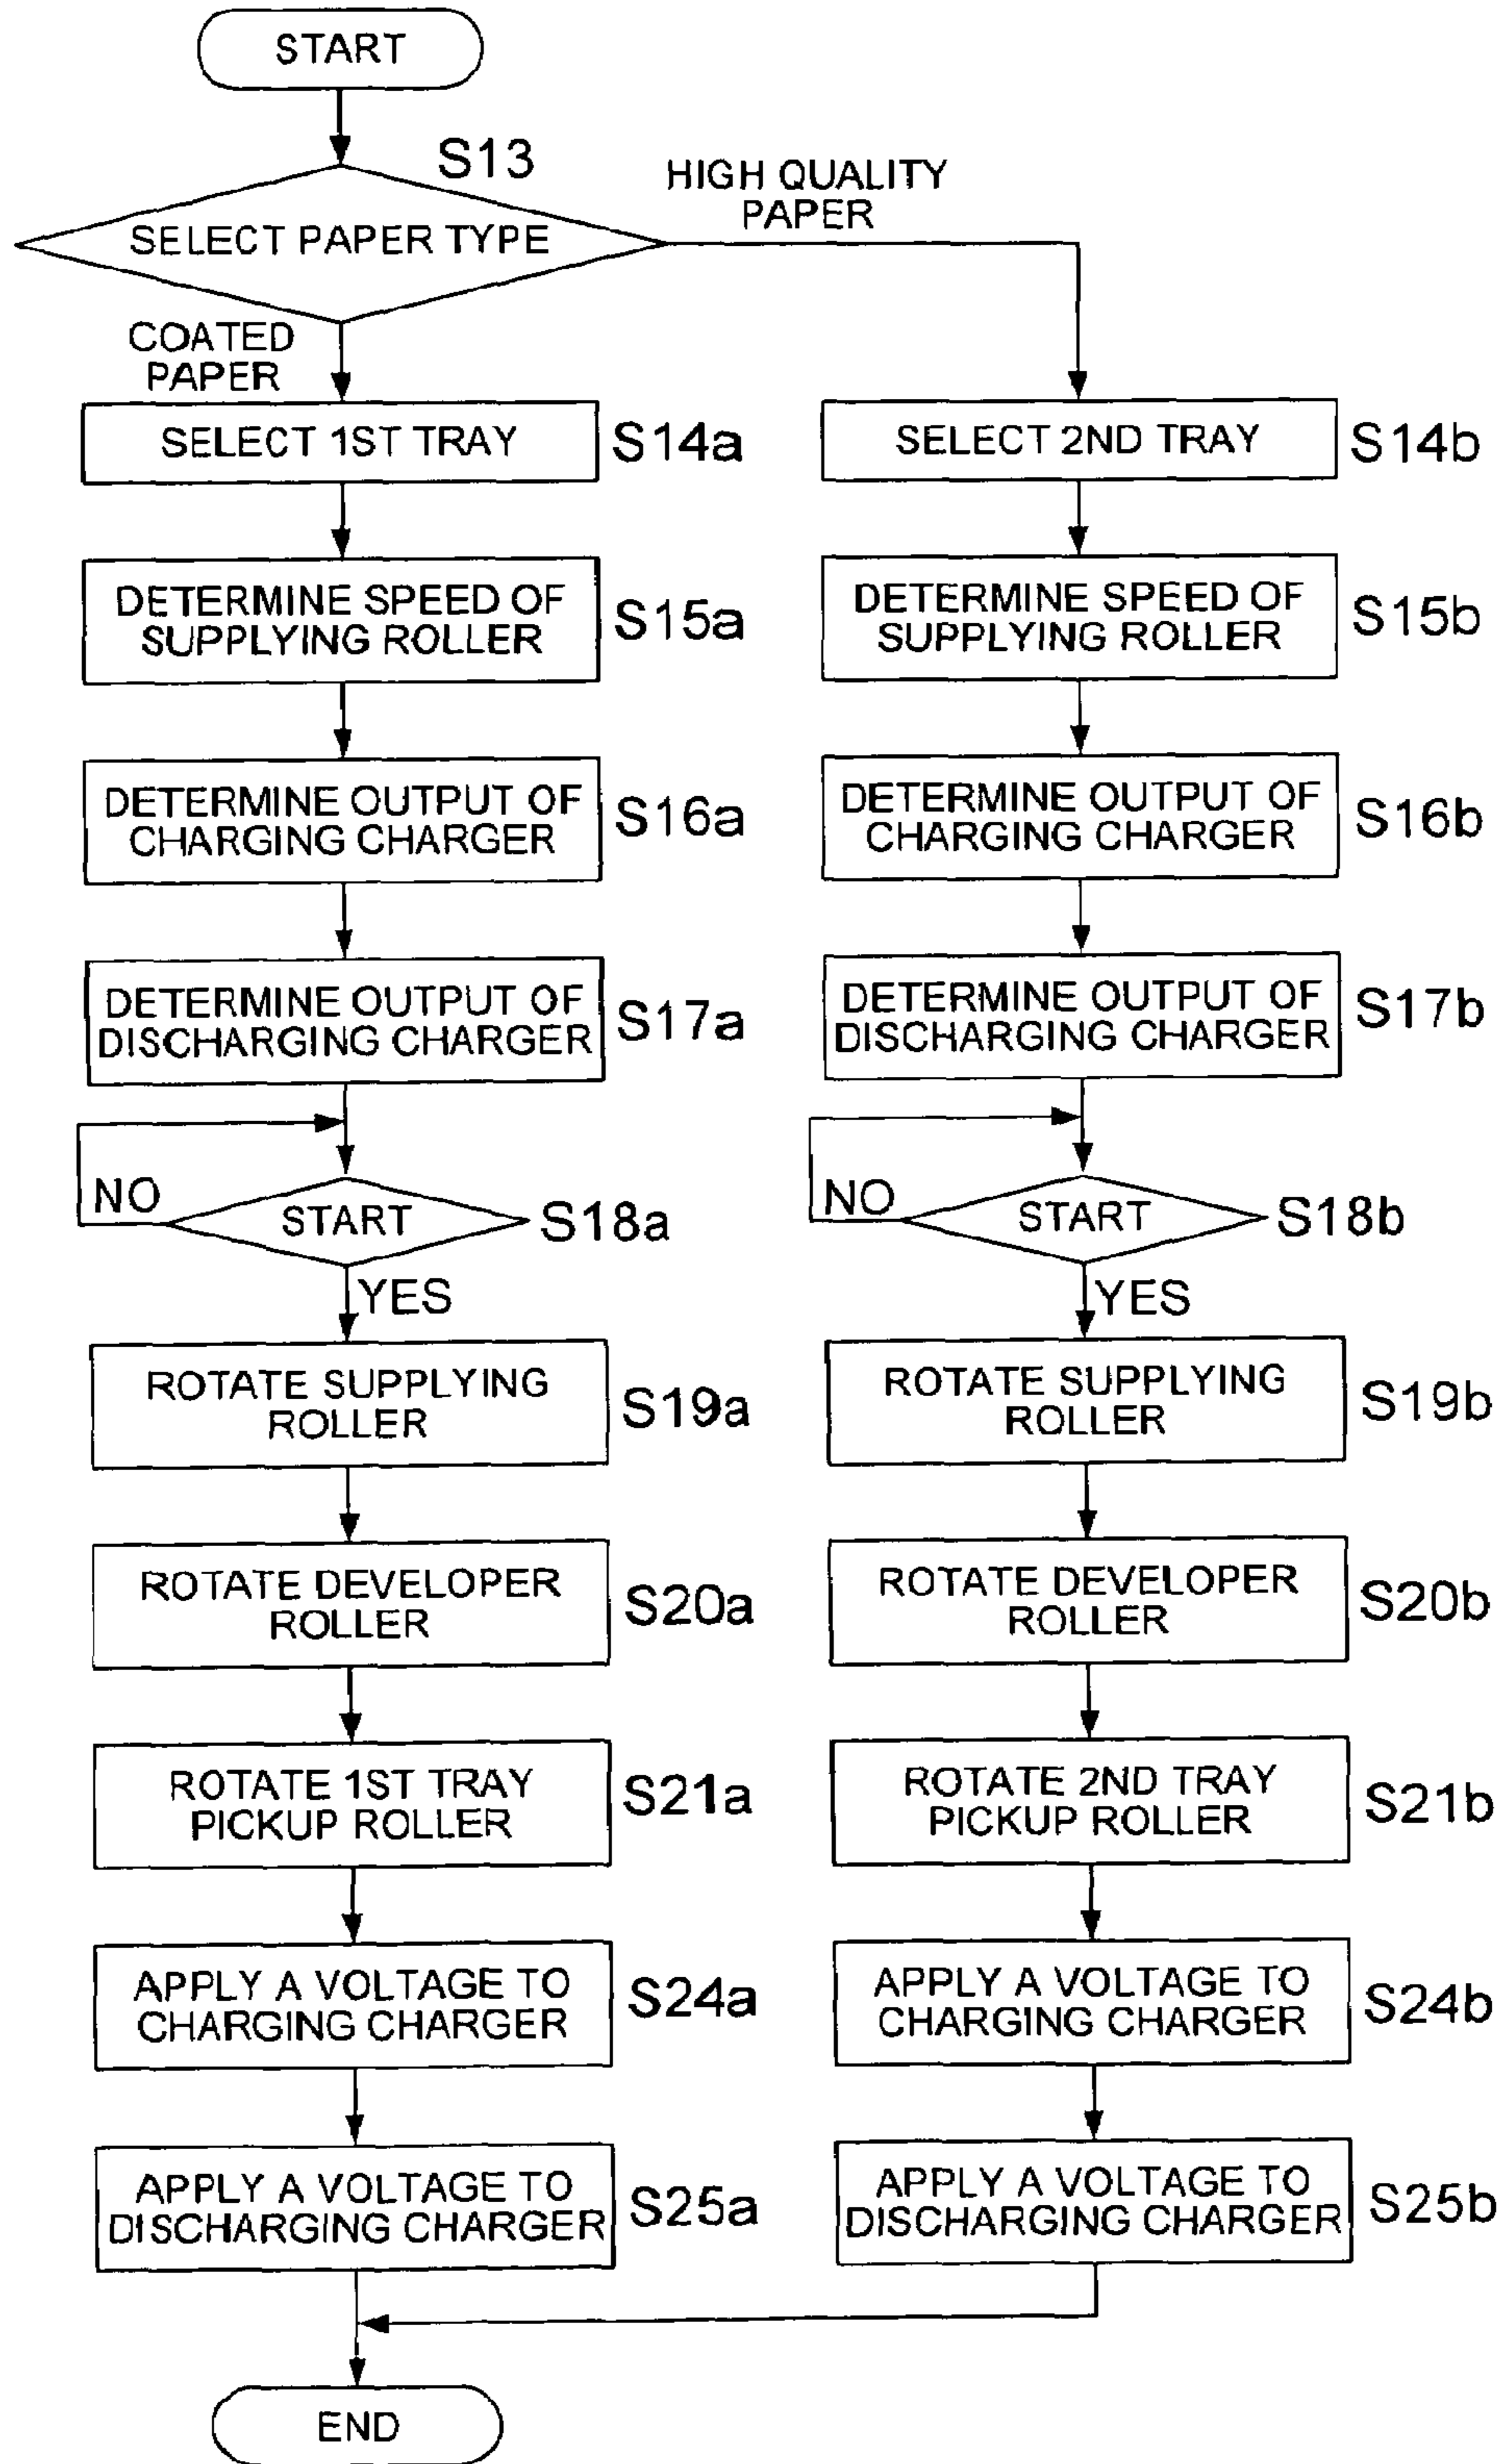 START
S13
HIGH QUALITY
PAPER
SELECT PAPER TYPE
COATED
PAPER
SELECT 1ST TRAY
S14a
SELECT 2ND TRAY
S14b
DETERMINE SPEED OF
SUPPLYING ROLLER
S15a
DETERMINE SPEED OF
SUPPLYING ROLLER
S15b
DETERMINE OUTPUT OF
CHARGING CHARGER
S16a
DETERMINE OUTPUT OF
CHARGING CHARGER
S16b
DETERMINE OUTPUT OF
DISCHARGING CHARGER
S17a
DETERMINE OUTPUT OF
DISCHARGING CHARGER
S17b
NO
START
S18a
NO
START
S18b
YES
YES
ROTATE SUPPLYING
ROLLER
S19a
ROTATE SUPPLYING
ROLLER
S19b
ROTATE DEVELOPER
ROLLER
S20a
ROTATE DEVELOPER
ROLLER
S20b
ROTATE 1ST TRAY
PICKUP ROLLER
S21a
ROTATE 2ND TRAY
PICKUP ROLLER
S21b
APPLY A VOLTAGE TO
CHARGING CHARGER
S24a
APPLY A VOLTAGE TO
CHARGING CHARGER
S24b
APPLY A VOLTAGE TO
DISCHARGING CHARGER
S25a
APPLY A VOLTAGE TO
DISCHARGING CHARGER
S25b
END